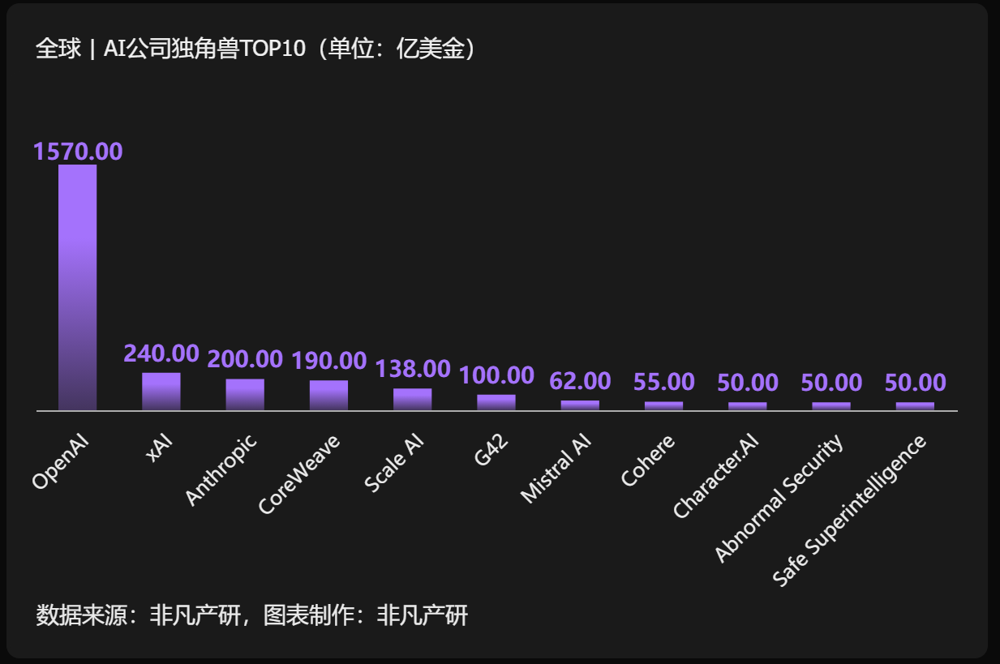 全球 | AI公司独角兽TOP10（单位：亿美金）
1570.00
240.00
200.00
190.00
138.00
100.00
62.00
55.00
50.00
50.00
50.00
OpenAI
xAI
Anthropic
CoreWeave
Scale AI
G42
Mistral AI
Cohere
Character.AI
Abnormal Security
Safe Superintelligence
数据来源：非凡产研，图表制作：非凡产研